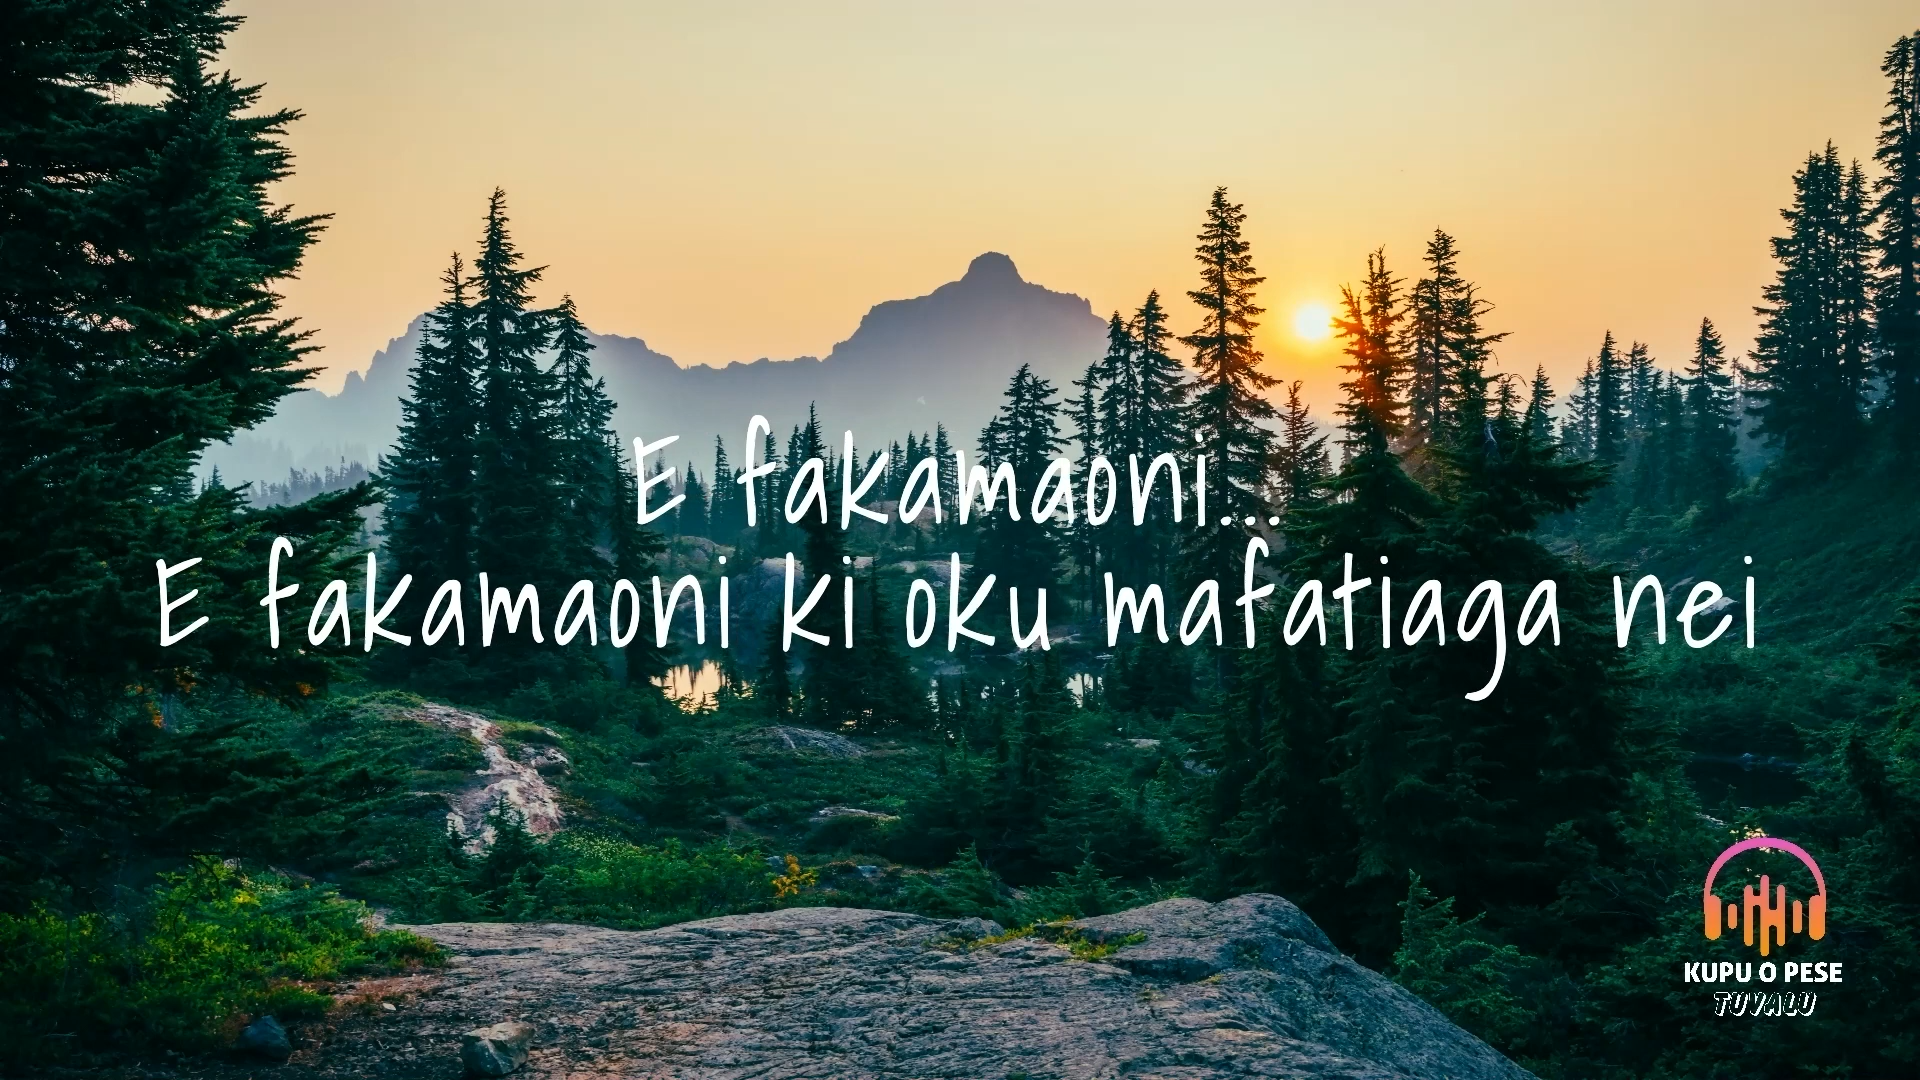 E fakamaoni...
E fakamaoni ki oku mafatiaga nei
KUPU O PESE
TUVALU